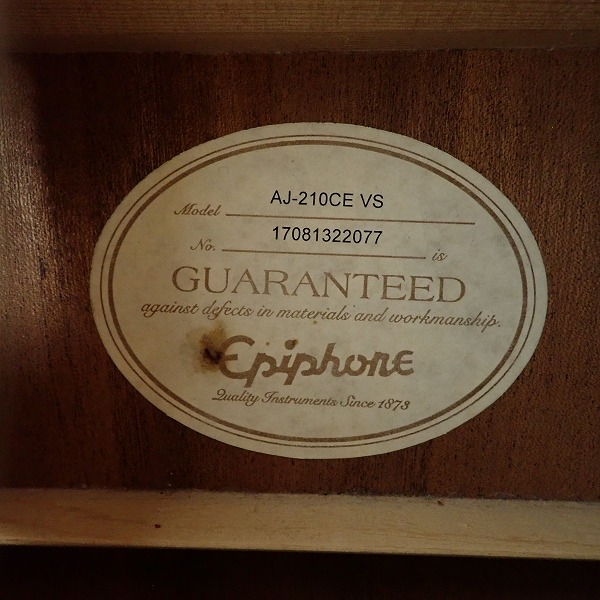 Model AJ-210CE VS
No. 17081322077 is
GUARANTEED
against defects in materials and workmanship.
Epiphone
Quality Instruments Since 1873